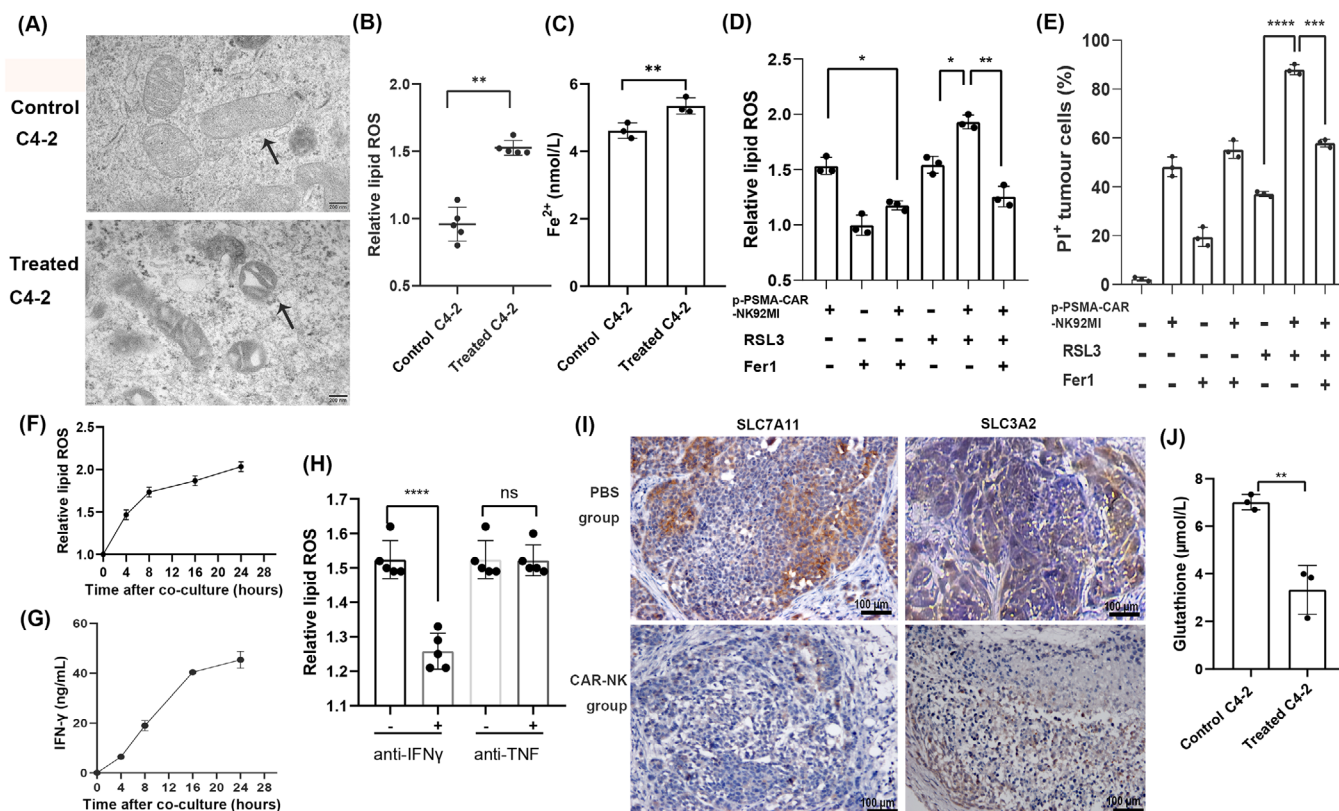 (A)
Control
C4-2
200 nm
Treated
C4-2
200 nm
(B)
Relative lipid ROS
2.0
1.5
1.0
0.5
**
Control C4-2
Treated C4-2
(C)
Fe2+ (nmol/L)
6
4
2
0
**
Control C4-2
Treated C4-2
(D)
Relative lipid ROS
2.5
2.0
1.5
1.0
0.5
*
*
**
p-PSMA-CAR
-NK92MI
+ - + - + +
RSL3
- - - + + +
Fer1
- + + - - +
(E)
PI+ tumour cells (%)
100
80
60
40
20
0
**** ***
p-PSMA-CAR
-NK92MI
- + - + - + +
RSL3
- - - - + + +
Fer1
- - + + - - +
(F)
Relative lipid ROS
2.5
2.0
1.5
1.0
0 4 8 12 16 20 24 28
Time after co-culture (hours)
(G)
IFN-γ (ng/mL)
60
40
20
0
0 4 8 12 16 20 24 28
Time after co-culture (hours)
(H)
Relative lipid ROS
1.7
1.6
1.5
1.4
1.3
1.2
1.1
**** ns
- + - +
anti-IFNγ anti-TNF
(I)
SLC7A11 SLC3A2
PBS
group
100 μm
100 μm
CAR-NK
group
100 μm
100 μm
(J)
Glutathione (μmol/L)
8
6
4
2
0
**
Control C4-2
Treated C4-2